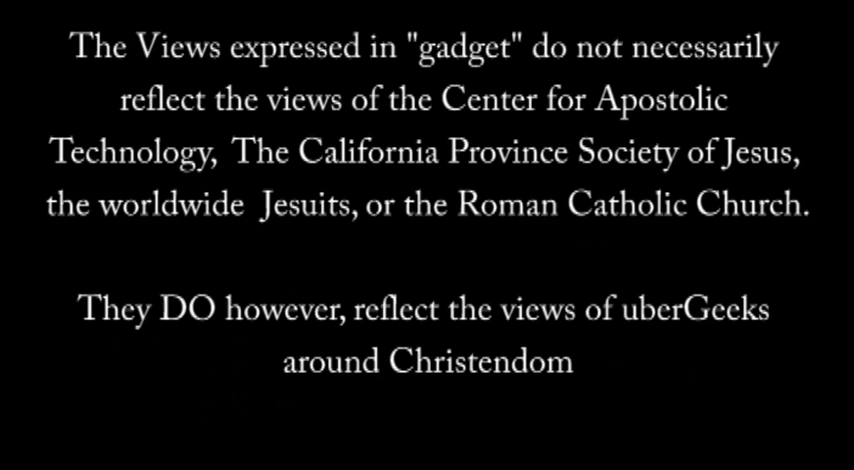 The Views expressed in "gadget" do not necessarily
reflect the views of the Center for Apostolic
Technology, The California Province Society of Jesus,
the worldwide Jesuits, or the Roman Catholic Church.
They DO however, reflect the views of uberGeeks
around Christendom